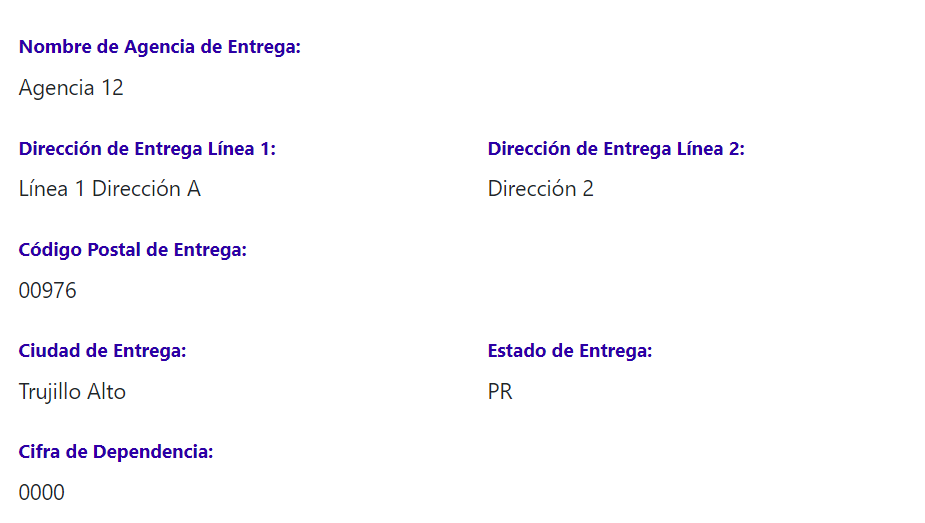 Nombre de Agencia de Entrega:
Agencia 12
Dirección de Entrega Línea 1:
Línea 1 Dirección A
Dirección de Entrega Línea 2:
Dirección 2
Código Postal de Entrega:
00976
Ciudad de Entrega:
Trujillo Alto
Estado de Entrega:
PR
Cifra de Dependencia:
0000